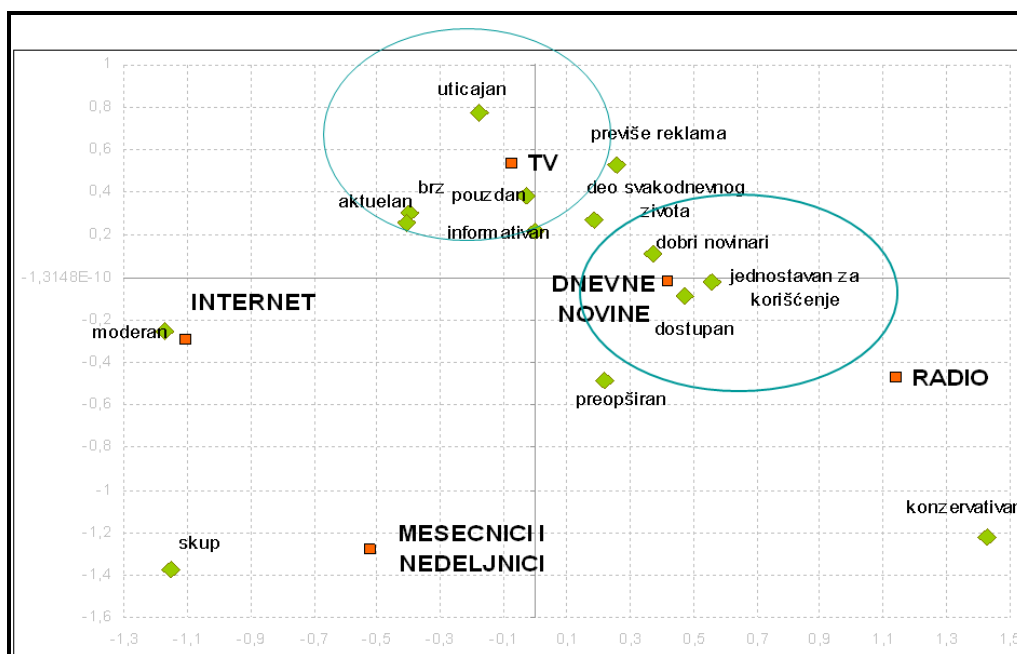 1
0,8
0,6
0,4
0,2
-1,3148E-10
-0,2
-0,4
-0,6
-0,8
-1
-1,2
-1,4
-1,6
-1,3
-1,1
-0,9
-0,7
-0,5
-0,3
-0,1
0,1
0,3
0,5
0,7
0,9
1,1
1,3
1,5
uticajan
previše reklama
TV
brz
pouzdan
aktuelan
deo svakodnevnog
zivota
informativan
dobri novinari
DNEVNE
NOVINE
jednostavan za
korišćenje
INTERNET
moderan
dostupan
RADIO
preopširan
konzervativan
MESECNICI I
NEDELJNICI
skup